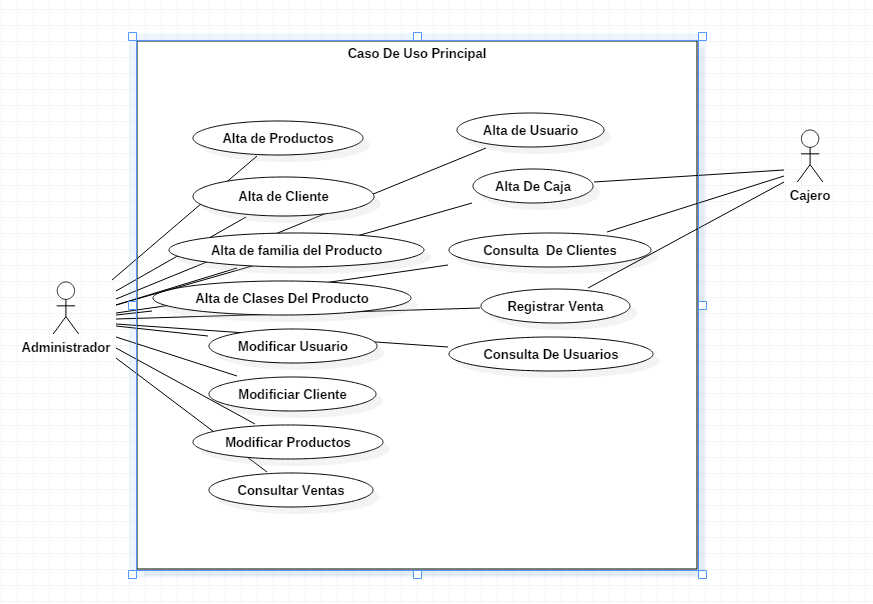 Caso De Uso Principal
Alta de Productos
Alta de Usuario
Alta de Cliente
Alta De Caja
Cajero
Alta de familia del Producto
Consulta De Clientes
Alta de Clases Del Producto
Registrar Venta
Administrador
Modificar Usuario
Consulta De Usuarios
Modificiar Cliente
Modificar Productos
Consultar Ventas